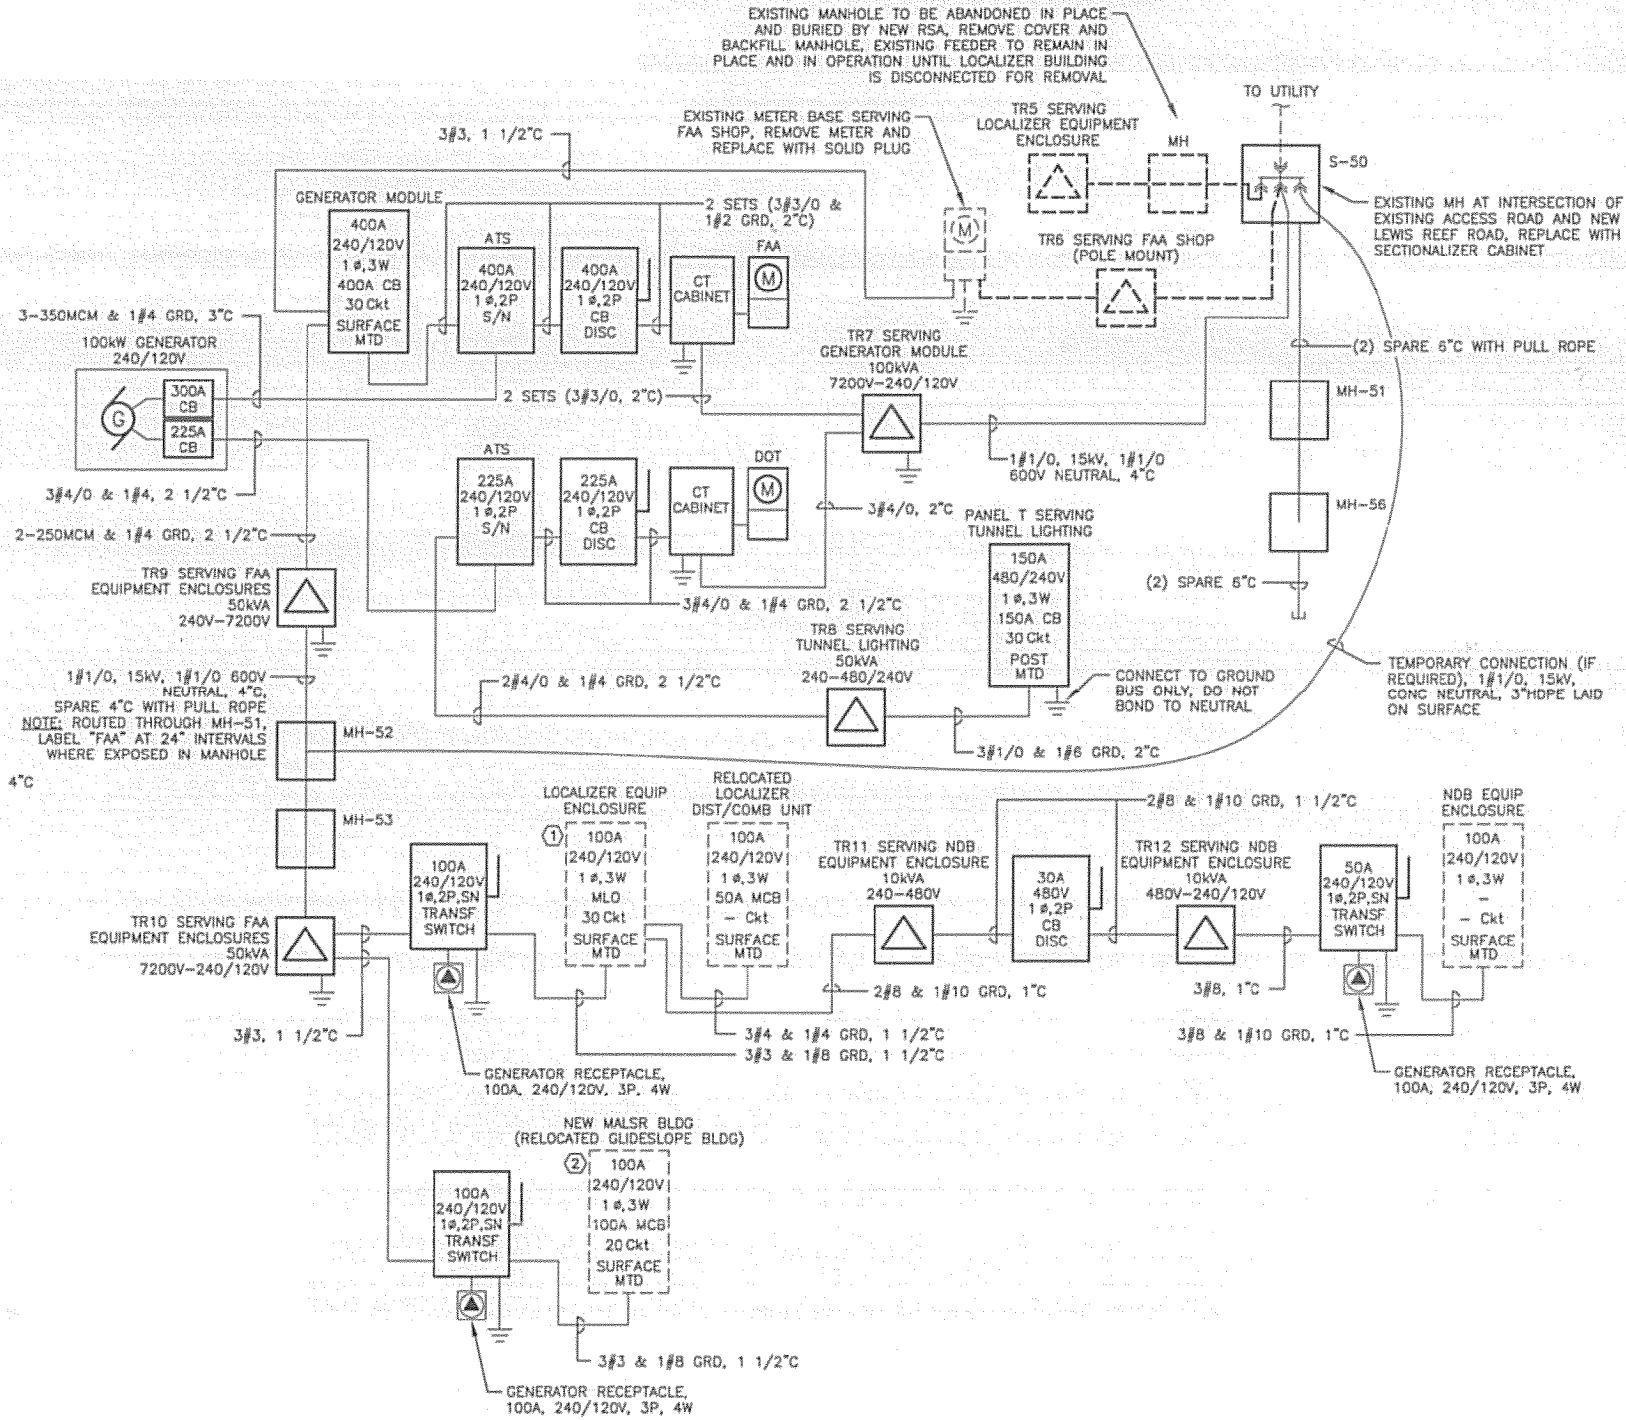 EXISTING MANHOLE TO BE ABANDONED IN PLACE
AND BURIED BY NEW RSA, REMOVE COVER AND
BACKFILL MANHOLE, EXISTING FEEDER TO REMAIN IN
PLACE AND IN OPERATION UNTIL LOCALIZER BUILDING
IS DISCONNECTED FOR REMOVAL
TO UTILITY
TR5 SERVING
LOCALIZER EQUIPMENT
ENCLOSURE
MH
S-50
EXISTING METER BASE SERVING
FAA SHOP, REMOVE METER AND
REPLACE WITH SOLID PLUG
3#3, 1 1/2"C
EXISTING MH AT INTERSECTION OF
EXISTING ACCESS ROAD AND NEW
LEWIS REEF ROAD, REPLACE WITH
SECTIONALIZER CABINET
GENERATOR MODULE
400A
240/120V
1ø,3W
400A CB
30 Ckt
SURFACE
MTD
2 SETS (3#3/0 &
1#2 GRD, 2"C)
ATS
400A
240/120V
1ø,2P
S/N
400A
240/120V
1ø,2P
CB
DISC
CT
CABINET
FAA
M
M
TR6 SERVING FAA SHOP
(POLE MOUNT)
3-350MCM & 1#4 GRD, 3"C
100kW GENERATOR
240/120V
300A
CB
G
225A
CB
TR7 SERVING
GENERATOR MODULE
100kVA
7200V-240/120V
(2) SPARE 6"C WITH PULL ROPE
2 SETS (3#3/0, 2"C)
MH-51
1#1/0, 15kV, 1#1/0
600V NEUTRAL, 4"C
3#4/0 & 1#4, 2 1/2"C
ATS
225A
240/120V
1ø,2P
S/N
225A
240/120V
1ø,2P
CB
DISC
CT
CABINET
DOT
M
3#4/0, 2"C
MH-56
PANEL T SERVING
TUNNEL LIGHTING
150A
480/240V
1ø,3W
150A CB
30 Ckt
POST
MTD
2-250MCM & 1#4 GRD, 2 1/2"C
TR9 SERVING FAA
EQUIPMENT ENCLOSURES
50kVA
240V-7200V
(2) SPARE 6"C
3#4/0 & 1#4 GRD, 2 1/2"C
TR8 SERVING
TUNNEL LIGHTING
50kVA
240-480/240V
1#1/0, 15kV, 1#1/0 600V
NEUTRAL, 4"C,
SPARE 4"C WITH PULL ROPE
NOTE: ROUTED THROUGH MH-51,
LABEL "FAA" AT 24" INTERVALS
WHERE EXPOSED IN MANHOLE
2#4/0 & 1#4 GRD, 2 1/2"C
CONNECT TO GROUND
BUS ONLY, DO NOT
BOND TO NEUTRAL
TEMPORARY CONNECTION (IF
REQUIRED), 1#1/0, 15kV,
CONC NEUTRAL, 3"HDPE LAID
ON SURFACE
MH-52
3#1/0 & 1#6 GRD, 2"C
4"C
MH-53
LOCALIZER EQUIP
ENCLOSURE
1
100A
240/120V
1ø,3W
MLO
30 Ckt
SURFACE
MTD
RELOCATED
LOCALIZER
DIST/COMB UNIT
100A
240/120V
1ø,3W
50A MCB
- Ckt
SURFACE
MTD
2#8 & 1#10 GRD, 1 1/2"C
NDB EQUIP
ENCLOSURE
100A
240/120V
1ø,3W
-
- Ckt
SURFACE
MTD
100A
240/120V
1ø,2P,SN
TRANSF
SWITCH
TR11 SERVING NDB
EQUIPMENT ENCLOSURE
10kVA
240-480V
30A
480V
1ø,2P
CB
DISC
TR12 SERVING NDB
EQUIPMENT ENCLOSURE
10kVA
480V-240/120V
50A
240/120V
1ø,2P,SN
TRANSF
SWITCH
TR10 SERVING FAA
EQUIPMENT ENCLOSURES
50kVA
7200V-240/120V
2#8 & 1#10 GRD, 1"C
3#8, 1"C
3#3, 1 1/2"C
3#4 & 1#4 GRD, 1 1/2"C
3#3 & 1#8 GRD, 1 1/2"C
3#8 & 1#10 GRD, 1"C
GENERATOR RECEPTACLE,
100A, 240/120V, 3P, 4W
GENERATOR RECEPTACLE,
100A, 240/120V, 3P, 4W
NEW MALSR BLDG
(RELOCATED GLIDESLOPE BLDG)
2
100A
240/120V
1ø,3W
100A MCB
20 Ckt
SURFACE
MTD
100A
240/120V
1ø,2P,SN
TRANSF
SWITCH
3#3 & 1#8 GRD, 1 1/2"C
GENERATOR RECEPTACLE,
100A, 240/120V, 3P, 4W